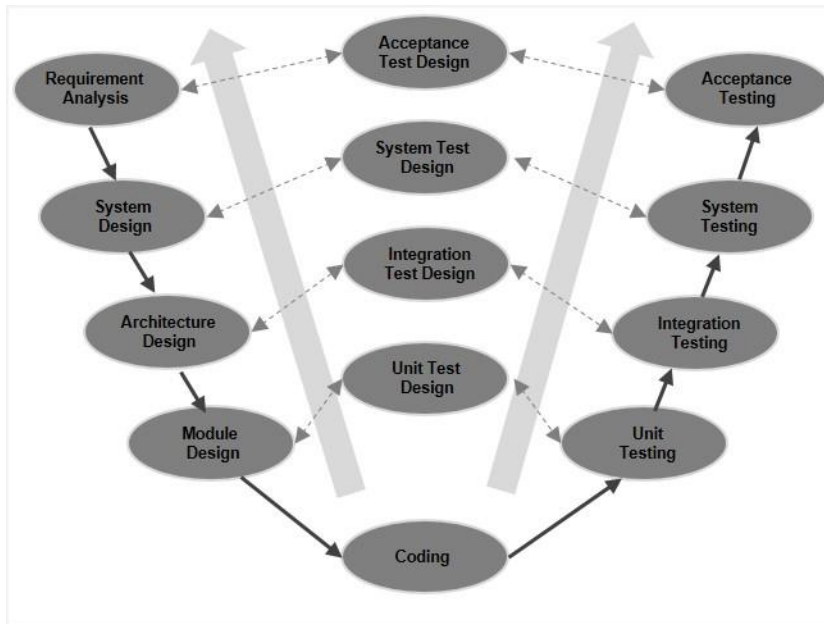 Acceptance
Test Design
Requirement
Analysis
Acceptance
Testing
System Test
Design
System
Design
System
Testing
Integration
Test Design
Architecture
Design
Integration
Testing
Unit Test
Design
Module
Design
Unit
Testing
Coding